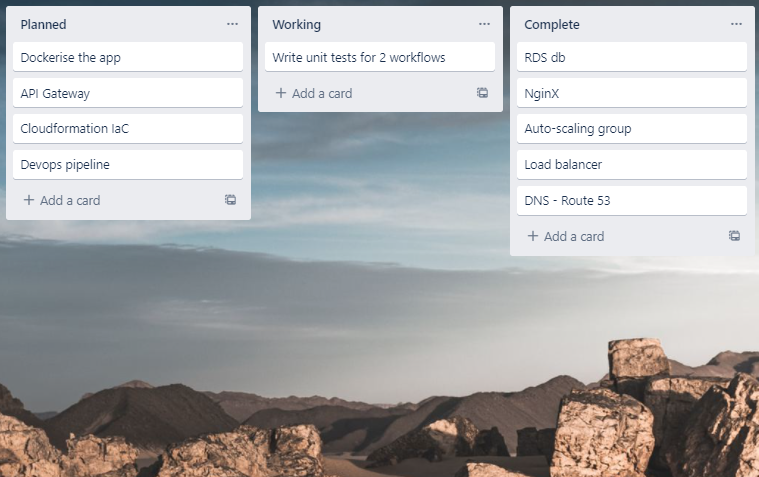 Planned
Dockerise the app
API Gateway
Cloudformation IaC
Devops pipeline
+ Add a card
Working
Write unit tests for 2 workflows
+ Add a card
Complete
RDS db
NginX
Auto-scaling group
Load balancer
DNS - Route 53
+ Add a card